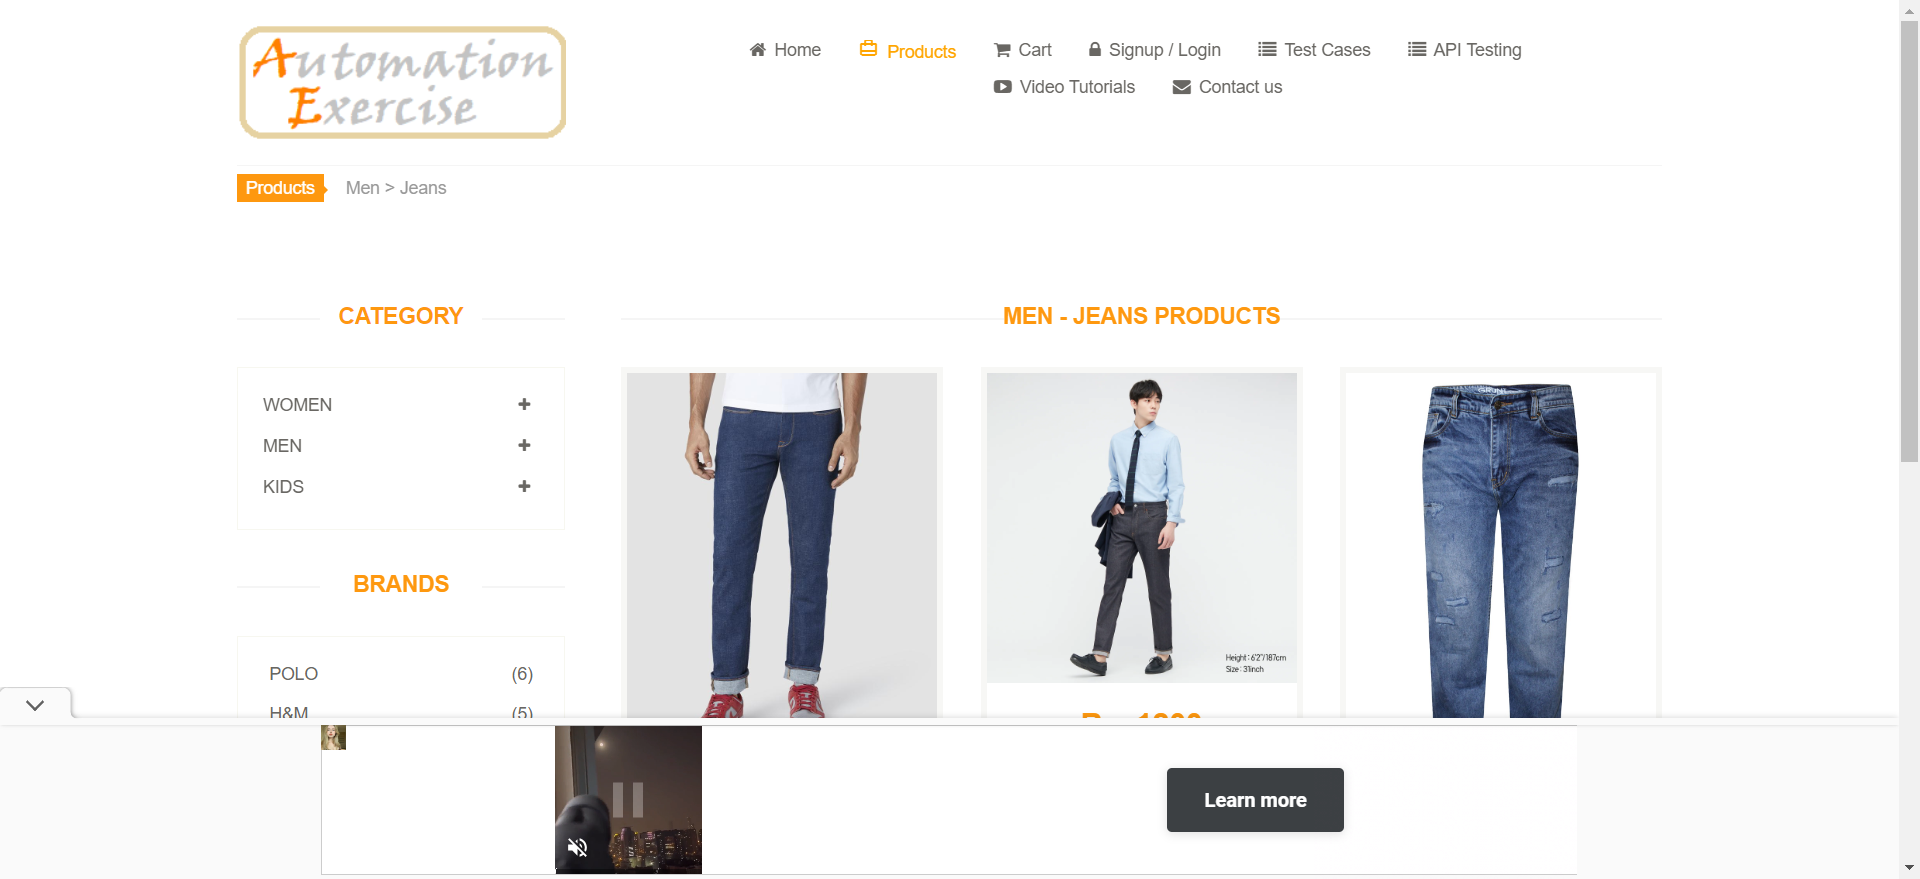 Automation
Exercise
Home
Products
Cart
Signup / Login
Test Cases
API Testing
Video Tutorials
Contact us
Products
Men > Jeans
CATEGORY
MEN - JEANS PRODUCTS
WOMEN
MEN
KIDS
BRANDS
POLO (6)
H&M (5)
Height : 6'2"/187cm
Size : 31inch
Learn more